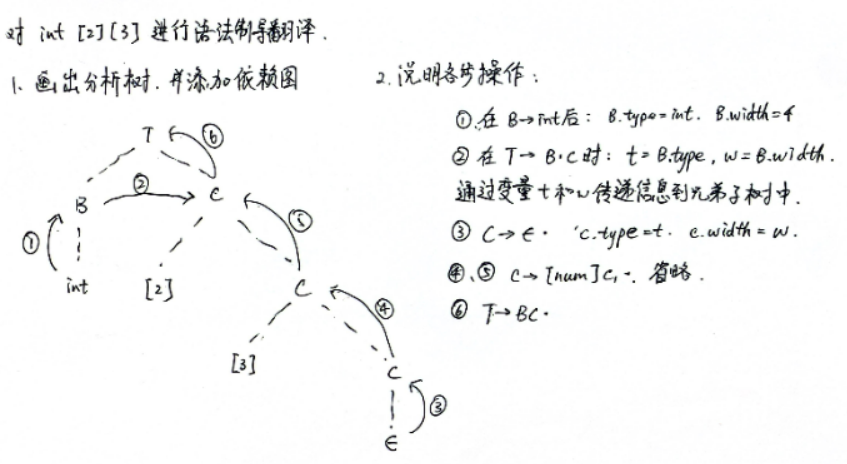 对 int [2][3] 进行语法制导翻译.
1. 画出分析树. 并添加依赖图
2. 说明各步操作:
① 在 B→int后: B.type=int. B.width=4
② 在 T→ B·C 时: t=B.type, w=B.width.
通过变量 t 和 w 传递信息到兄弟子树中.
③ C→ε· C.type=t. C.width=w.
④、⑤ C→[num]C₁·. 省略.
⑥ T→BC·
T
⑥
B
②
C
①
⑤
int
[2]
C
④
[3]
C
③
ε